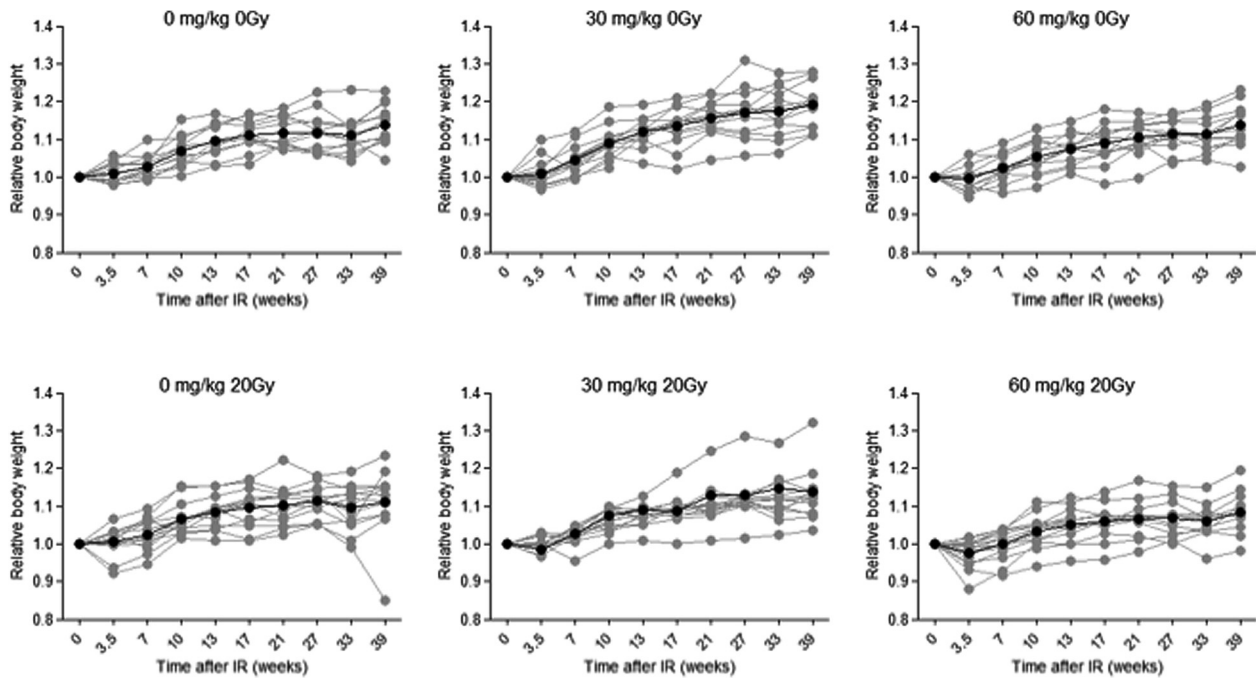 0 mg/kg 0Gy
Relative body weight
1.4
1.3
1.2
1.1
1.0
0.9
0.8
0 3.5 7 10 13 17 21 27 33 39
Time after IR (weeks)
30 mg/kg 0Gy
Relative body weight
1.4
1.3
1.2
1.1
1.0
0.9
0.8
0 3.5 7 10 13 17 21 27 33 39
Time after IR (weeks)
60 mg/kg 0Gy
Relative body weight
1.4
1.3
1.2
1.1
1.0
0.9
0.8
0 3.5 7 10 13 17 21 27 33 39
Time after IR (weeks)
0 mg/kg 20Gy
Relative body weight
1.4
1.3
1.2
1.1
1.0
0.9
0.8
0 3.5 7 10 13 17 21 27 33 39
Time after IR (weeks)
30 mg/kg 20Gy
Relative body weight
1.4
1.3
1.2
1.1
1.0
0.9
0.8
0 3.5 7 10 13 17 21 27 33 39
Time after IR (weeks)
60 mg/kg 20Gy
Relative body weight
1.4
1.3
1.2
1.1
1.0
0.9
0.8
0 3.5 7 10 13 17 21 27 33 39
Time after IR (weeks)